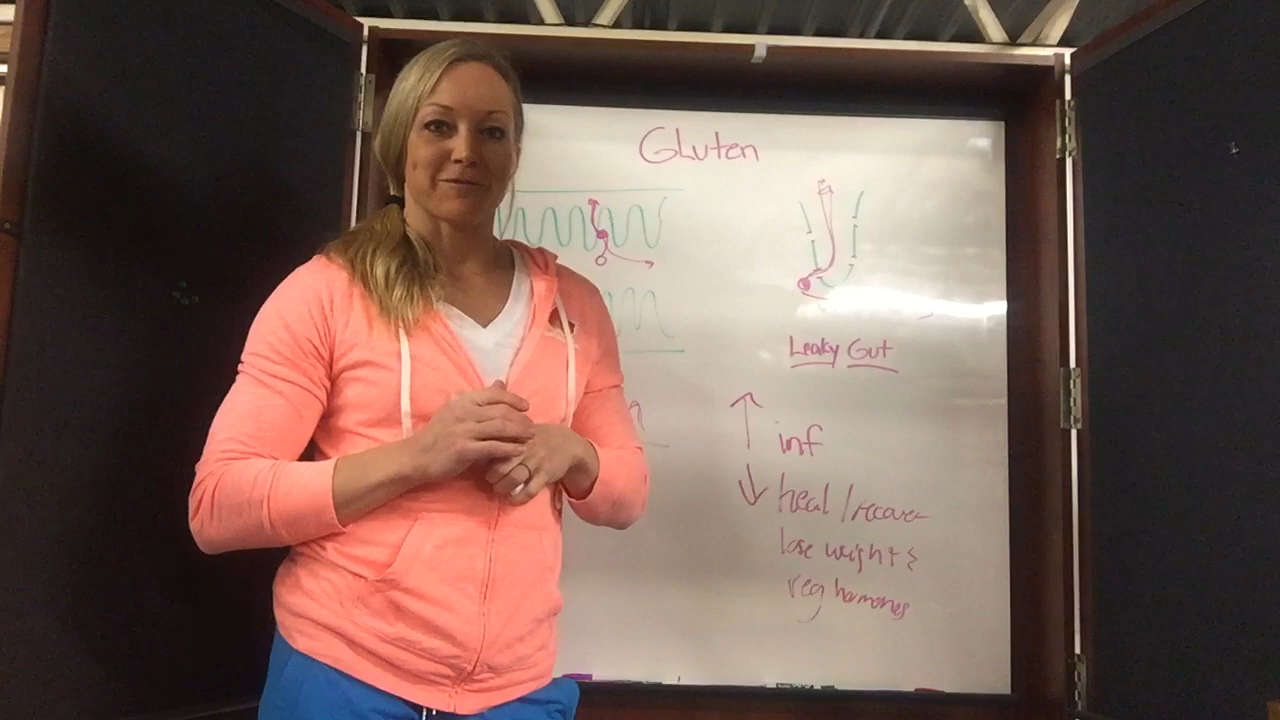 Gluten
Leaky Gut
↑ inf
↓ heal/recover
lose weight &
reg hormones